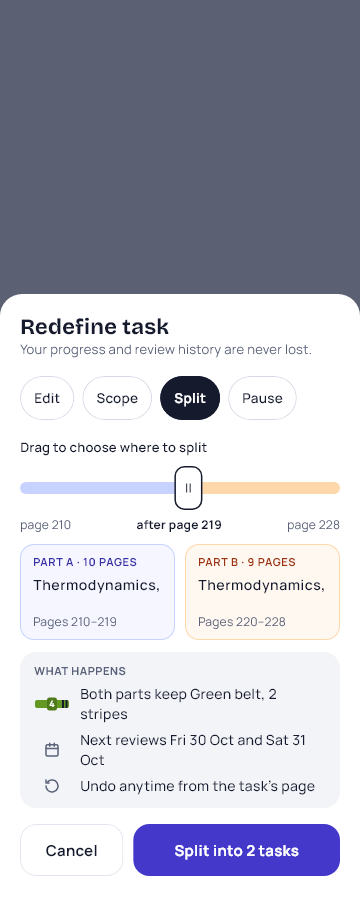 Redefine task
Your progress and review history are never lost.
Edit Scope Split Pause
Drag to choose where to split
page 210 after page 219 page 228
PART A · 10 PAGES
Thermodynamics,
Pages 210–219
PART B · 9 PAGES
Thermodynamics,
Pages 220–228
WHAT HAPPENS
4
Both parts keep Green belt, 2
stripes
Next reviews Fri 30 Oct and Sat 31
Oct
Undo anytime from the task's page
Cancel Split into 2 tasks